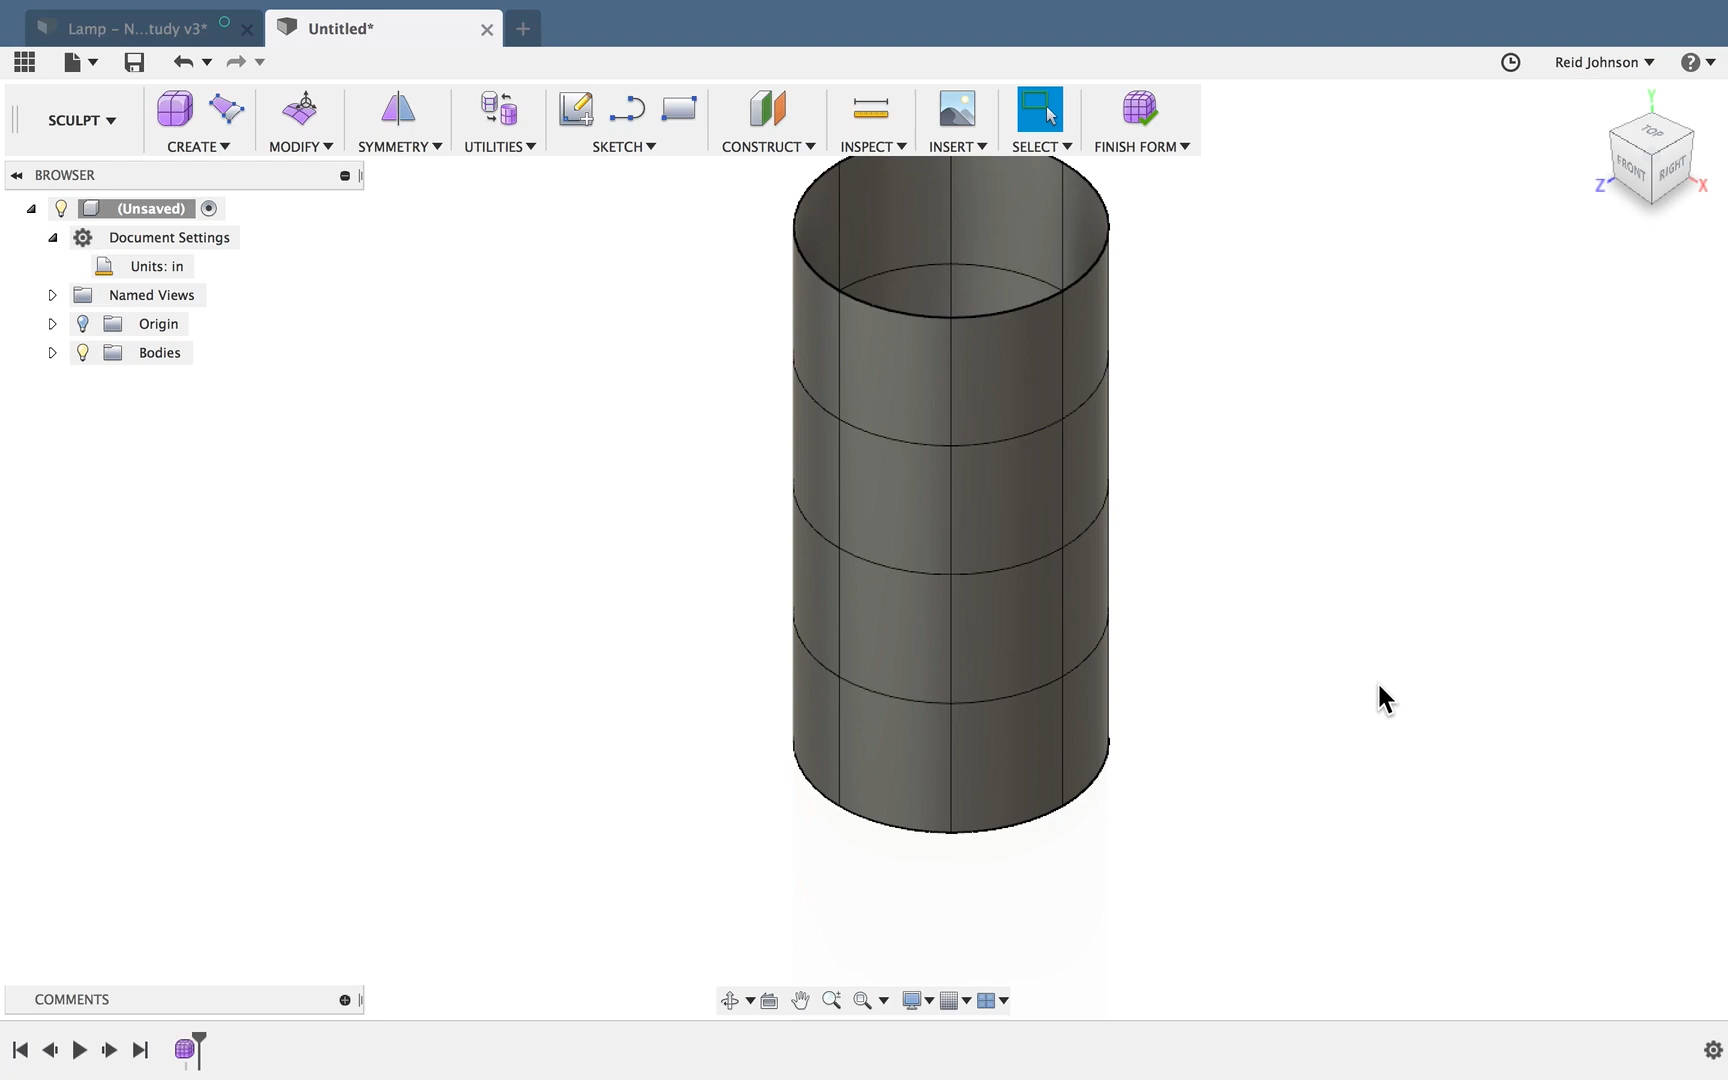 Lamp – N...tudy v3*
Untitled*
Reid Johnson
SCULPT
CREATE
MODIFY
SYMMETRY
UTILITIES
SKETCH
CONSTRUCT
INSPECT
INSERT
SELECT
FINISH FORM
Y
TOP
FRONT
RIGHT
Z
X
BROWSER
(Unsaved)
Document Settings
Units: in
Named Views
Origin
Bodies
COMMENTS